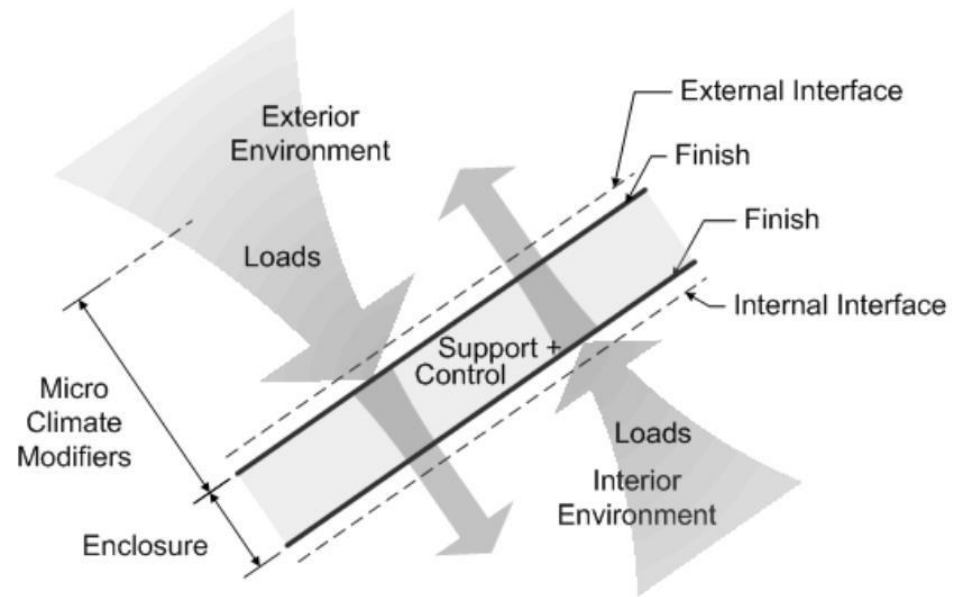 Exterior
Environment
External Interface
Finish
Finish
Loads
Internal Interface
Support +
Control
Micro
Climate
Modifiers
Loads
Interior
Environment
Enclosure